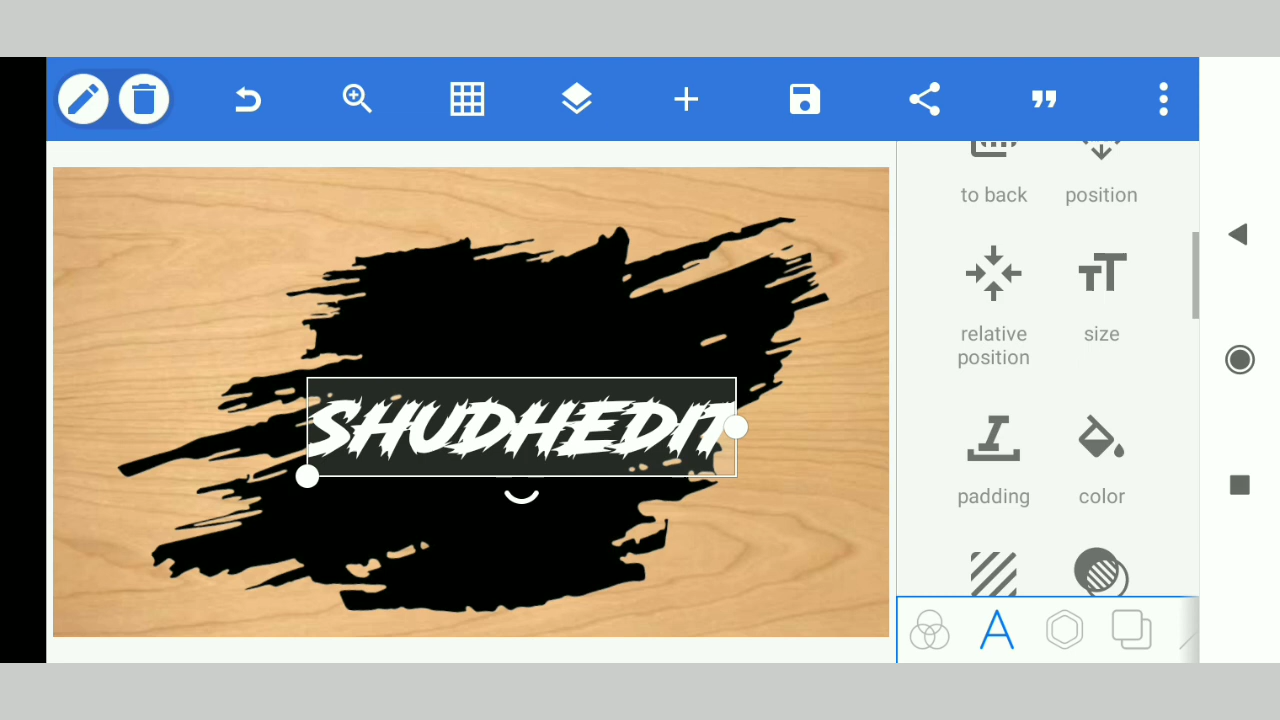 to back
position
SHUDHEDIT
relative
position
size
padding
color